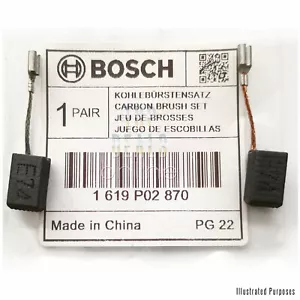 BOSCH
KOHLEBÜRSTENSATZ
1 PAIR
CARBON BRUSH SET
JEU DE BROSSES
JUEGO DE ESCOBILLAS
E74
1 619 P02 870
Made in China
PG 22
Illustrated Purposes